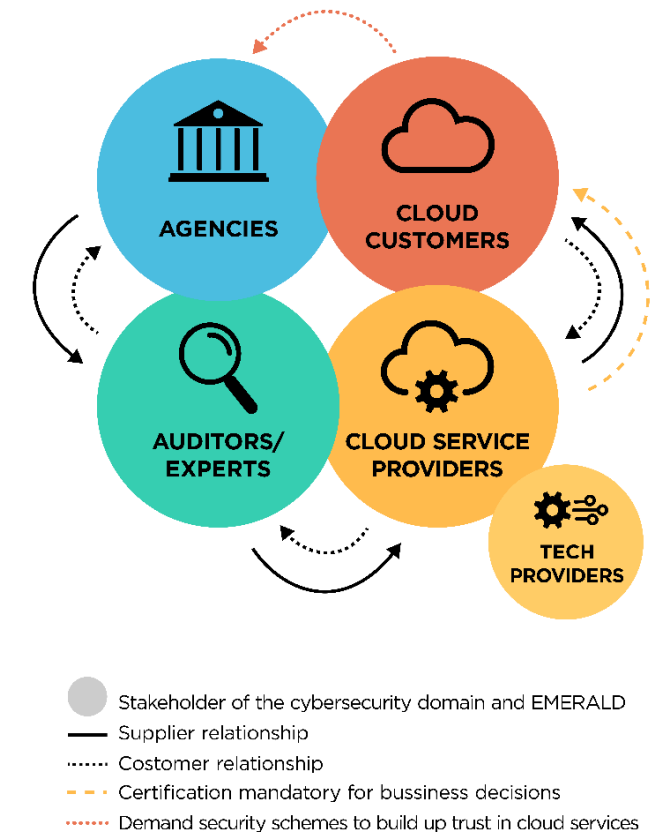 AGENCIES
CLOUD
CUSTOMERS
AUDITORS/
EXPERTS
CLOUD SERVICE
PROVIDERS
TECH
PROVIDERS
Stakeholder of the cybersecurity domain and EMERALD
Supplier relationship
Costomer relationship
Certification mandatory for bussiness decisions
Demand security schemes to build up trust in cloud services